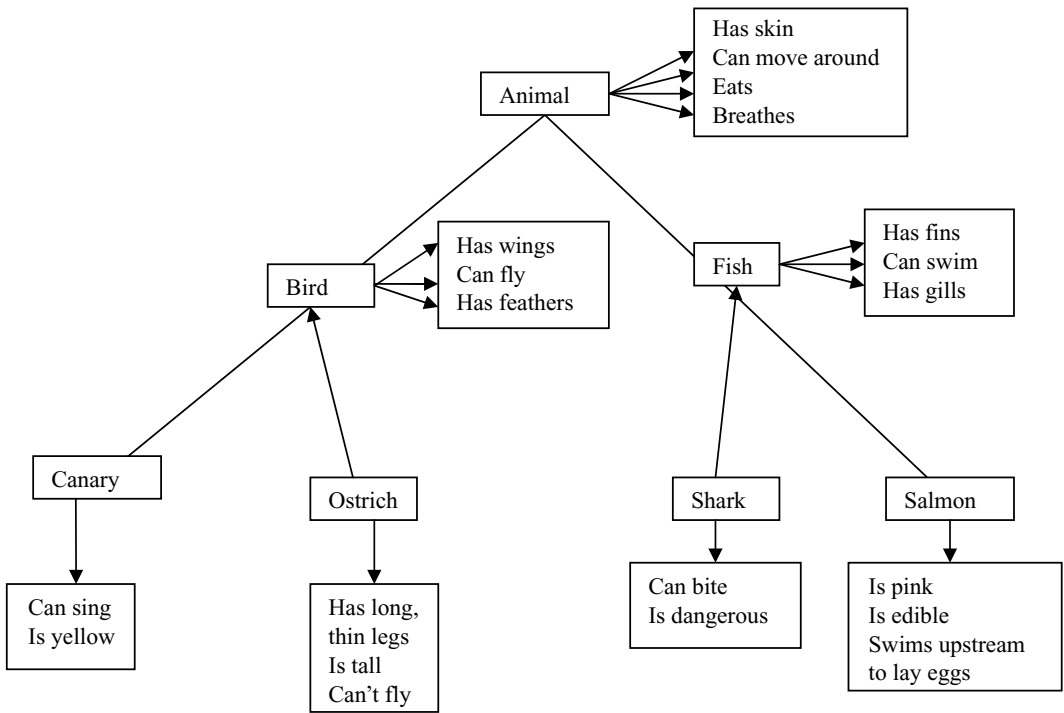 Has skin
Can move around
Eats
Breathes
Animal
Has wings
Can fly
Has feathers
Bird
Has fins
Can swim
Has gills
Fish
Canary
Ostrich
Shark
Salmon
Can sing
Is yellow
Has long,
thin legs
Is tall
Can’t fly
Can bite
Is dangerous
Is pink
Is edible
Swims upstream
to lay eggs